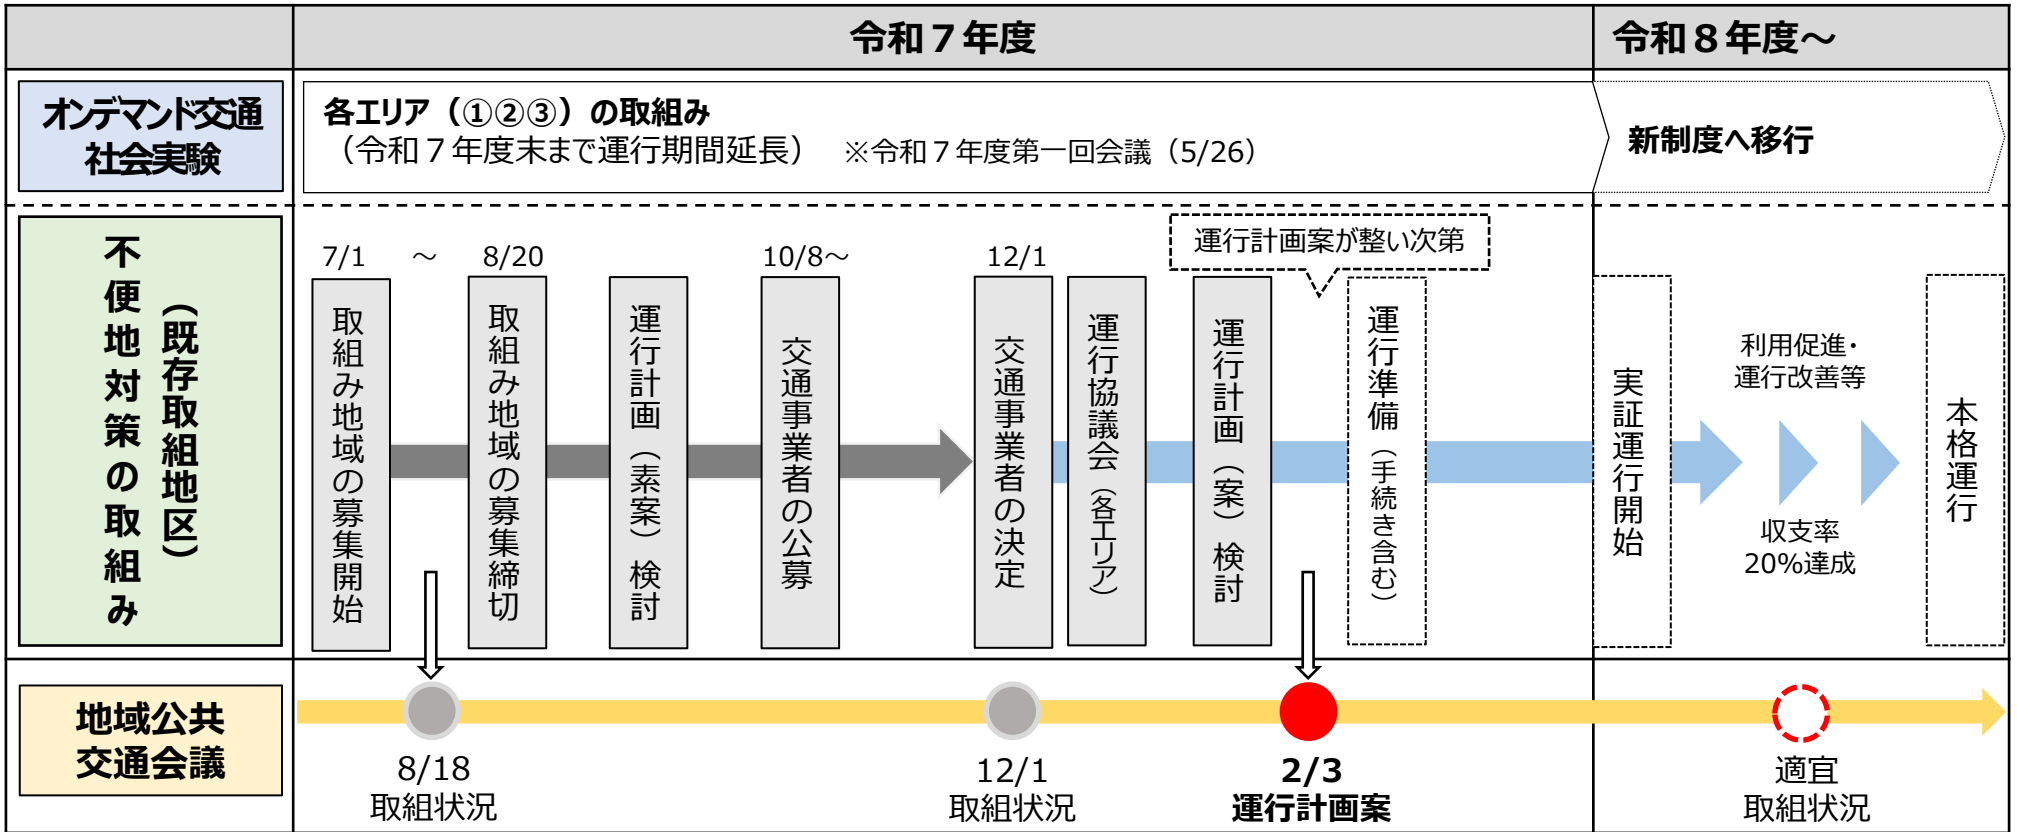 令和７年度
令和８年度～
オンデマンド交通
社会実験
各エリア（①②③）の取組み
（令和７年度末まで運行期間延長）　※令和７年度第一回会議（5/26）
新制度へ移行
不便地対策の取組み
（既存取組地区）
7/1　～　8/20
10/8～
12/1
運行計画案が整い次第
取組み地域の募集開始
取組み地域の募集締切
運行計画（素案）検討
交通事業者の公募
交通事業者の決定
運行協議会（各エリア）
運行計画（案）検討
運行準備（手続き含む）
実証運行開始
利用促進・
運行改善等
収支率
20%達成
本格運行
地域公共
交通会議
8/18
取組状況
12/1
取組状況
2/3
運行計画案
適宜
取組状況